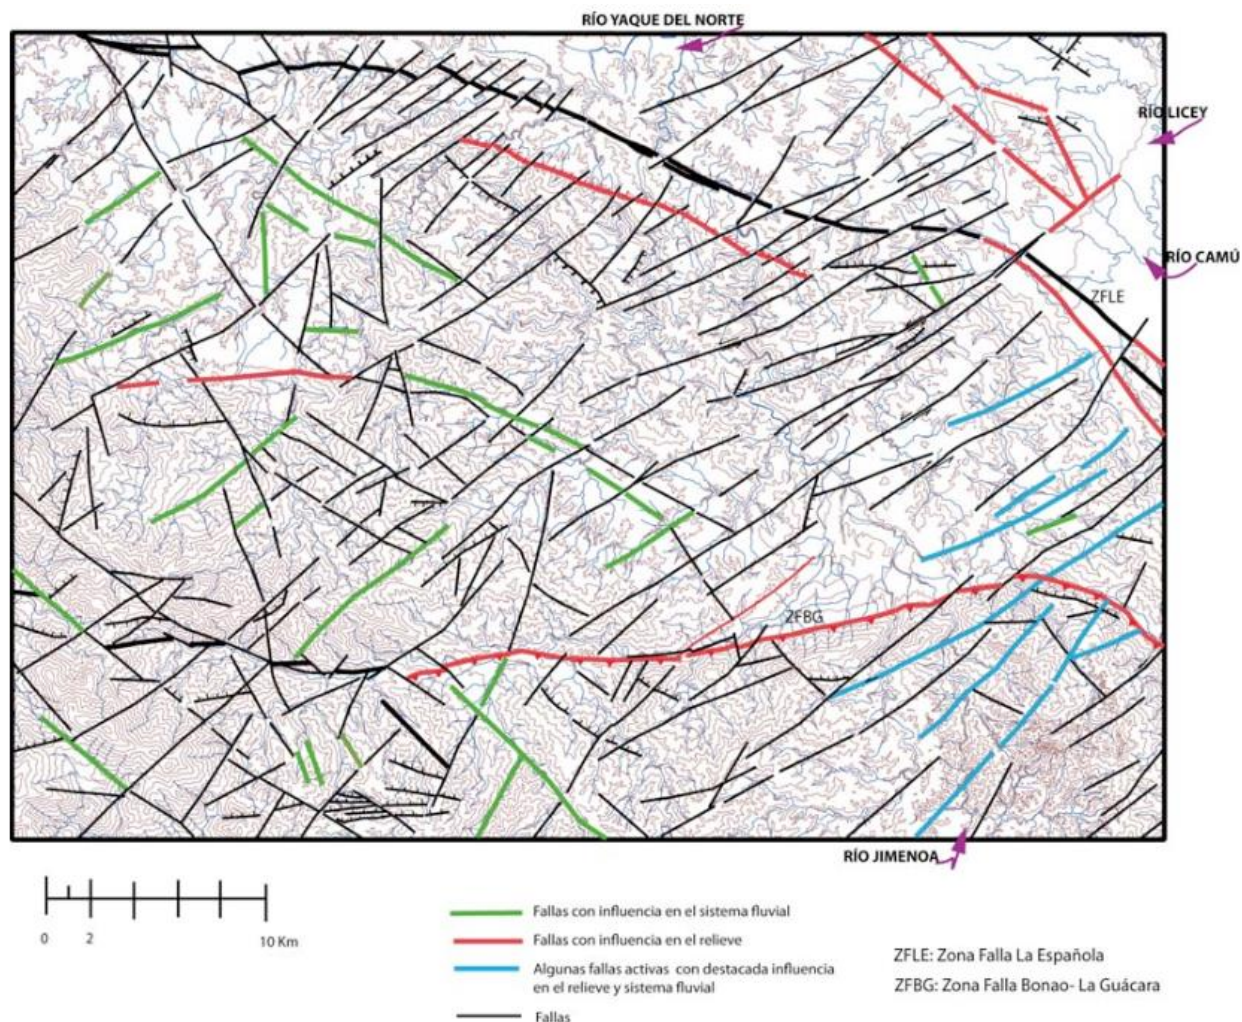 RÍO YAQUE DEL NORTE
RÍO LICEY
RÍO CAMÚ
ZFLE
ZFBG
RÍO JIMENOA
0 2 10 Km
Fallas con influencia en el sistema fluvial
Fallas con influencia en el relieve
Algunas fallas activas con destacada influencia
en el relieve y sistema fluvial
Fallas
ZFLE: Zona Falla La Española
ZFBG: Zona Falla Bonao- La Guácara